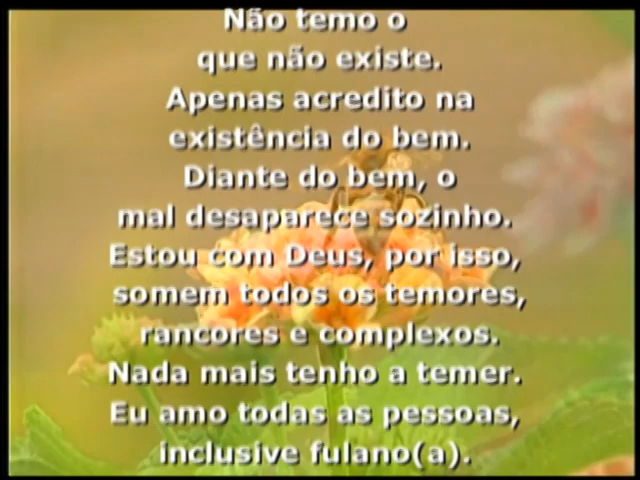 Não temo o
que não existe.
Apenas acredito na
existência do bem.
Diante do bem, o
mal desaparece sozinho.
Estou com Deus, por isso,
somem todos os temores,
rancores e complexos.
Nada mais tenho a temer.
Eu amo todas as pessoas,
inclusive fulano(a).